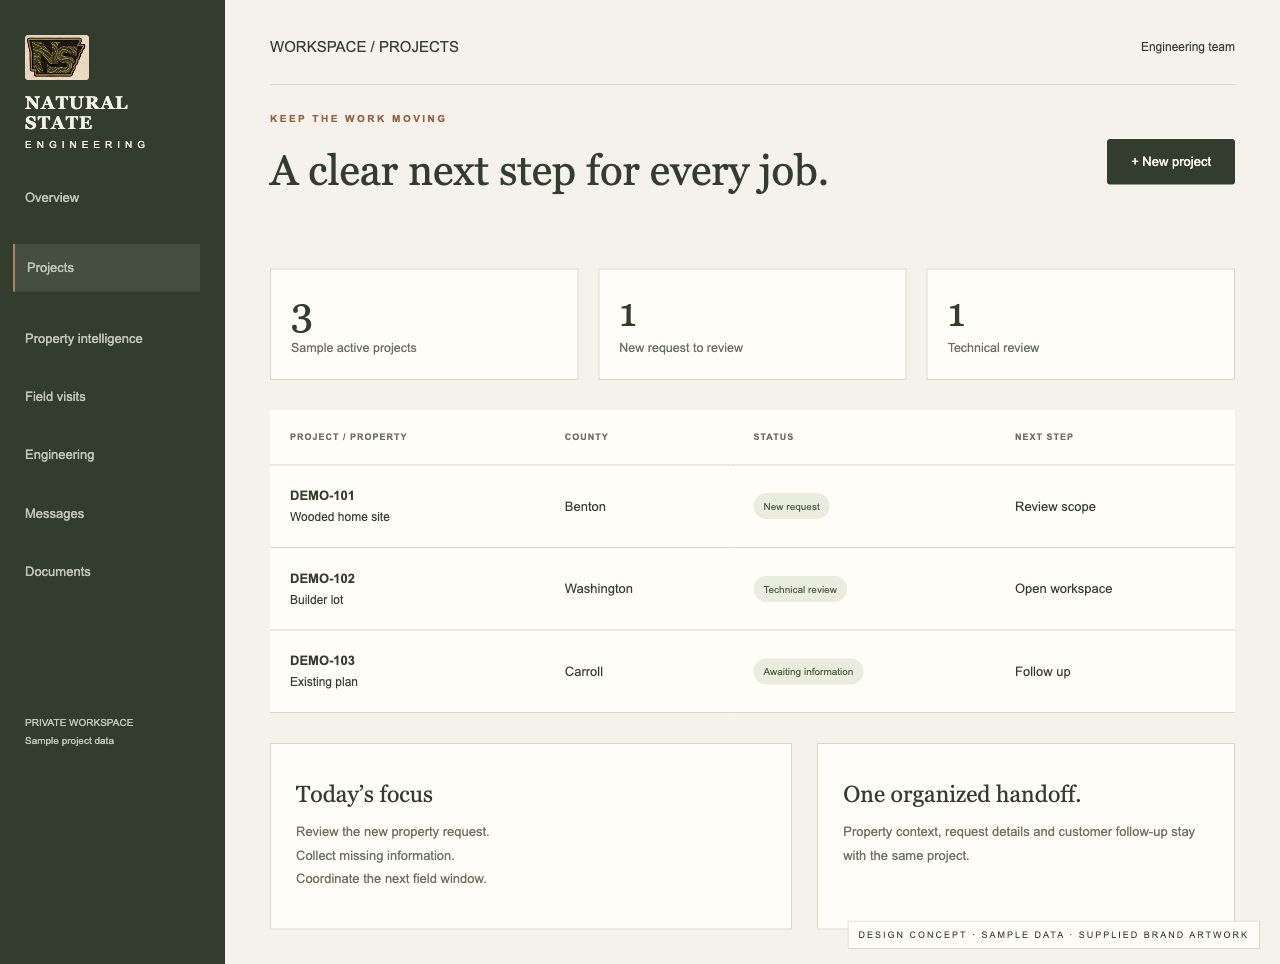 NS
NATURAL
STATE
ENGINEERING
Overview
Projects
Property intelligence
Field visits
Engineering
Messages
Documents
PRIVATE WORKSPACE
Sample project data
WORKSPACE / PROJECTS
Engineering team
KEEP THE WORK MOVING
A clear next step for every job.
+ New project
3
Sample active projects
1
New request to review
1
Technical review
PROJECT / PROPERTY COUNTY STATUS NEXT STEP
DEMO-101
Wooded home site
Benton
New request
Review scope
DEMO-102
Builder lot
Washington
Technical review
Open workspace
DEMO-103
Existing plan
Carroll
Awaiting information
Follow up
Today’s focus
Review the new property request.
Collect missing information.
Coordinate the next field window.
One organized handoff.
Property context, request details and customer follow-up stay
with the same project.
DESIGN CONCEPT · SAMPLE DATA · SUPPLIED BRAND ARTWORK